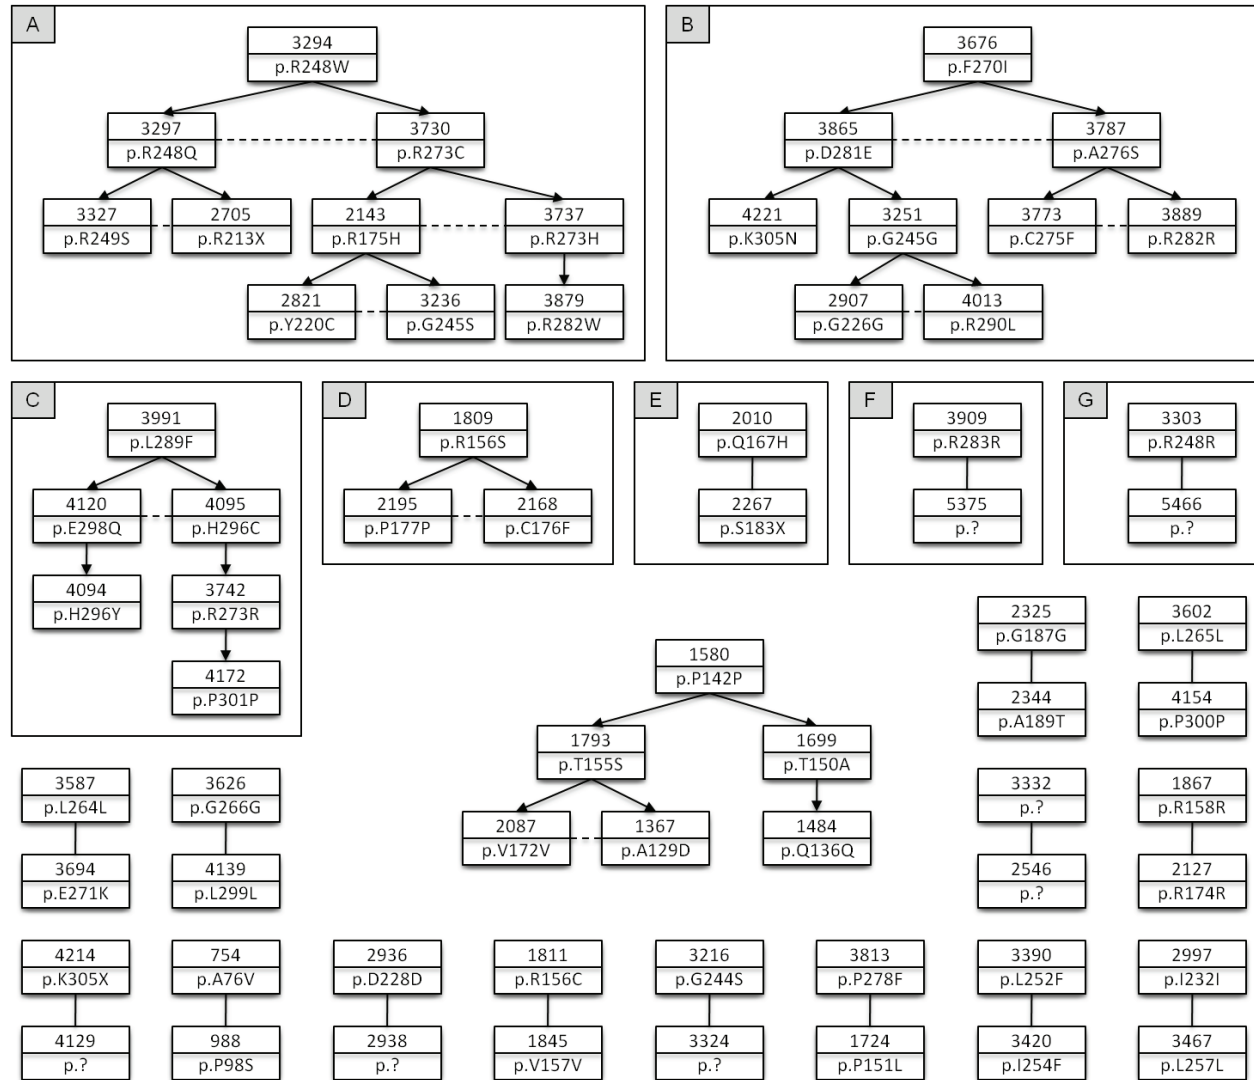 A
3294
p.R248W
3297
p.R248Q
3730
p.R273C
3327
p.R249S
2705
p.R213X
2143
p.R175H
3737
p.R273H
2821
p.Y220C
3236
p.G245S
3879
p.R282W
B
3676
p.F270I
3865
p.D281E
3787
p.A276S
4221
p.K305N
3251
p.G245G
3773
p.C275F
3889
p.R282R
2907
p.G226G
4013
p.R290L
C
3991
p.L289F
4120
p.E298Q
4095
p.H296C
4094
p.H296Y
3742
p.R273R
4172
p.P301P
D
1809
p.R156S
2195
p.P177P
2168
p.C176F
E
2010
p.Q167H
2267
p.S183X
F
3909
p.R283R
5375
p.?
G
3303
p.R248R
5466
p.?
1580
p.P142P
1793
p.T155S
1699
p.T150A
2087
p.V172V
1367
p.A129D
1484
p.Q136Q
2325
p.G187G
2344
p.A189T
3602
p.L265L
4154
p.P300P
3587
p.L264L
3694
p.E271K
3626
p.G266G
4139
p.L299L
3332
p.?
2546
p.?
1867
p.R158R
2127
p.R174R
4214
p.K305X
4129
p.?
754
p.A76V
988
p.P98S
2936
p.D228D
2938
p.?
1811
p.R156C
1845
p.V157V
3216
p.G244S
3324
p.?
3813
p.P278F
1724
p.P151L
3390
p.L252F
3420
p.I254F
2997
p.I232I
3467
p.L257L